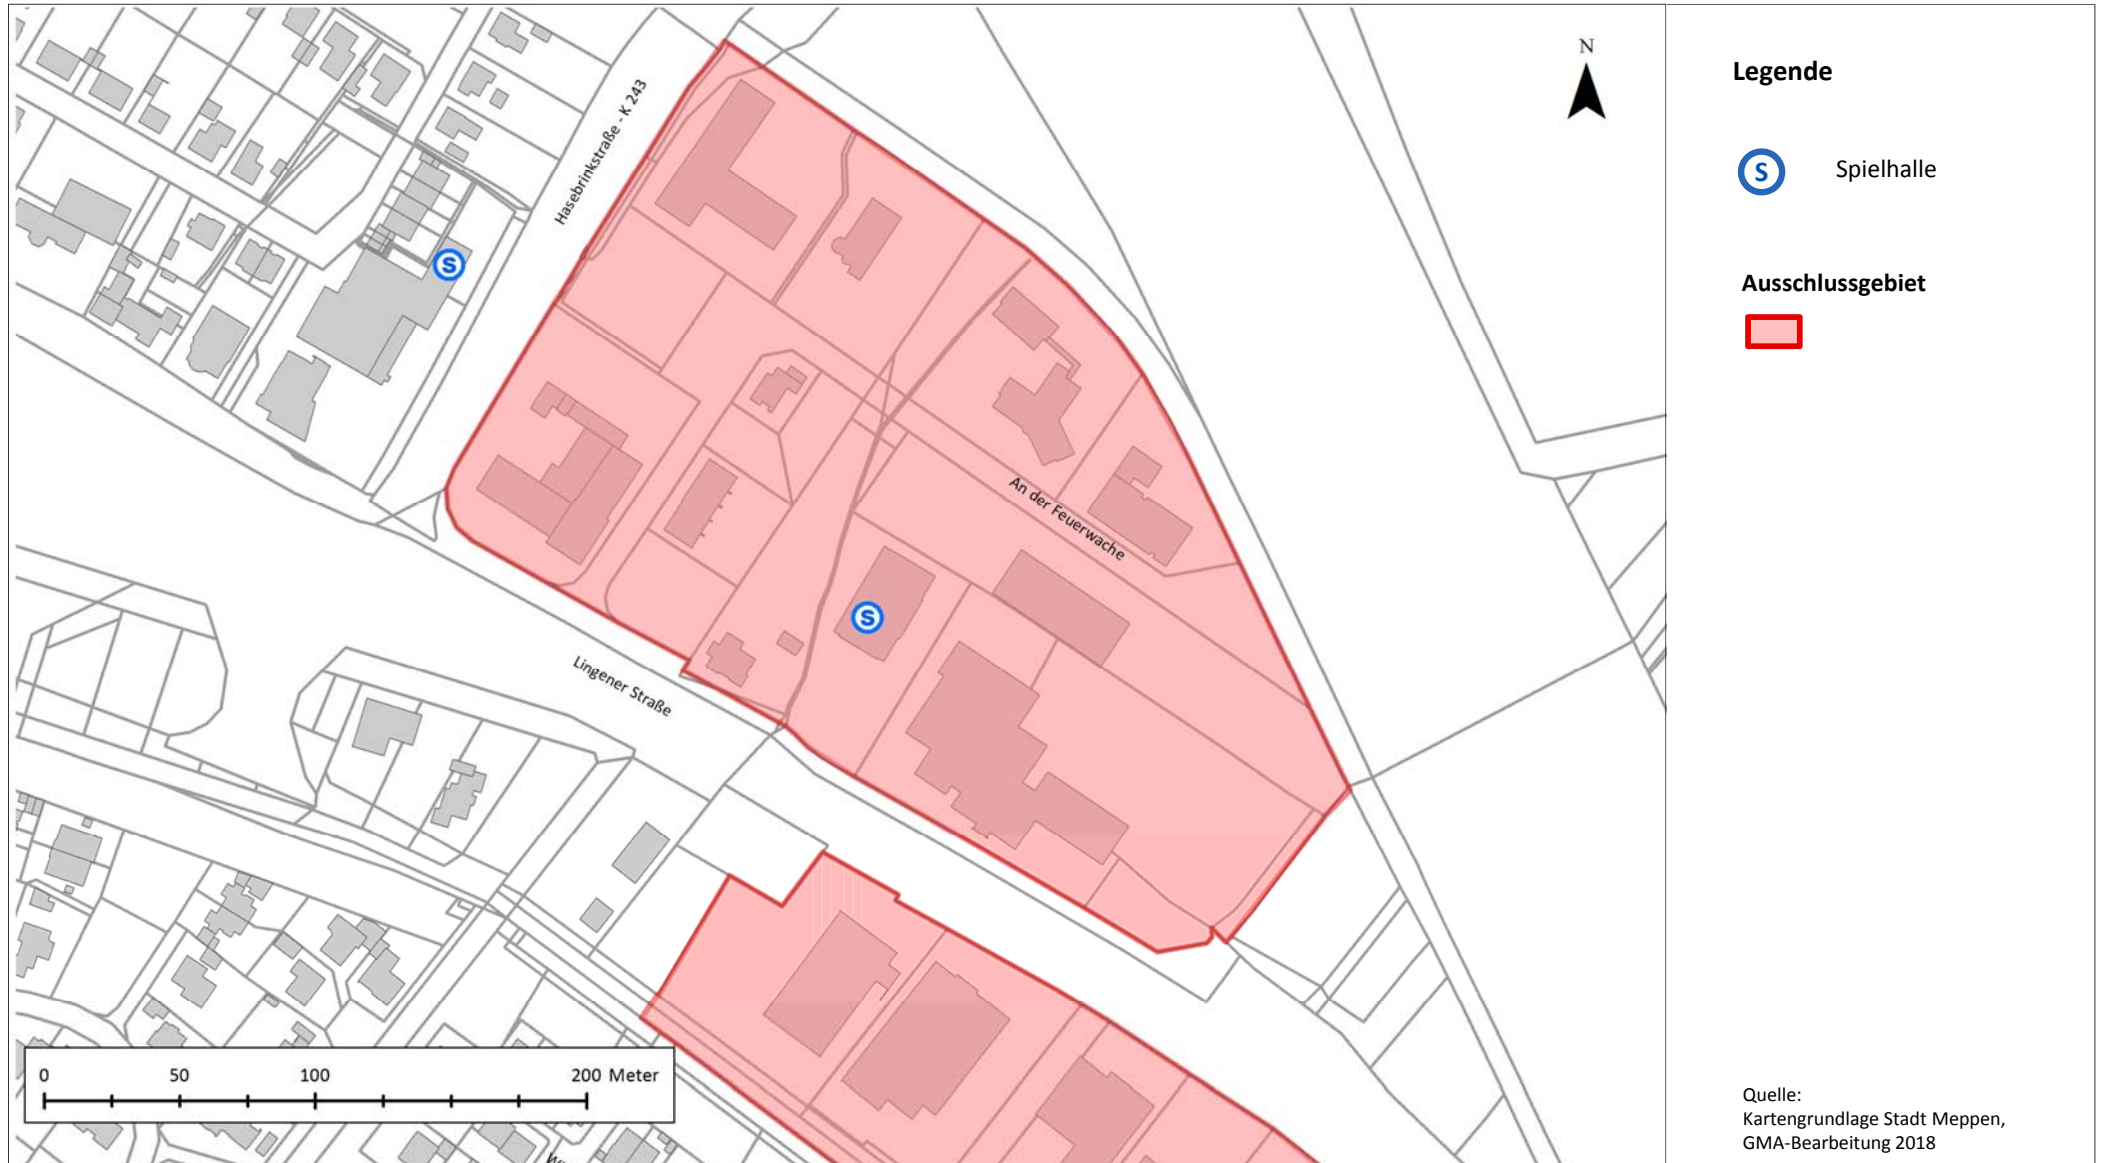 Hasebrinkstraße - K 243
N
S
An der Feuerwache
S
Lingener Straße
0 50 100 200 Meter
Legende
S Spielhalle
Ausschlussgebiet
Quelle:
Kartengrundlage Stadt Meppen,
GMA-Bearbeitung 2018